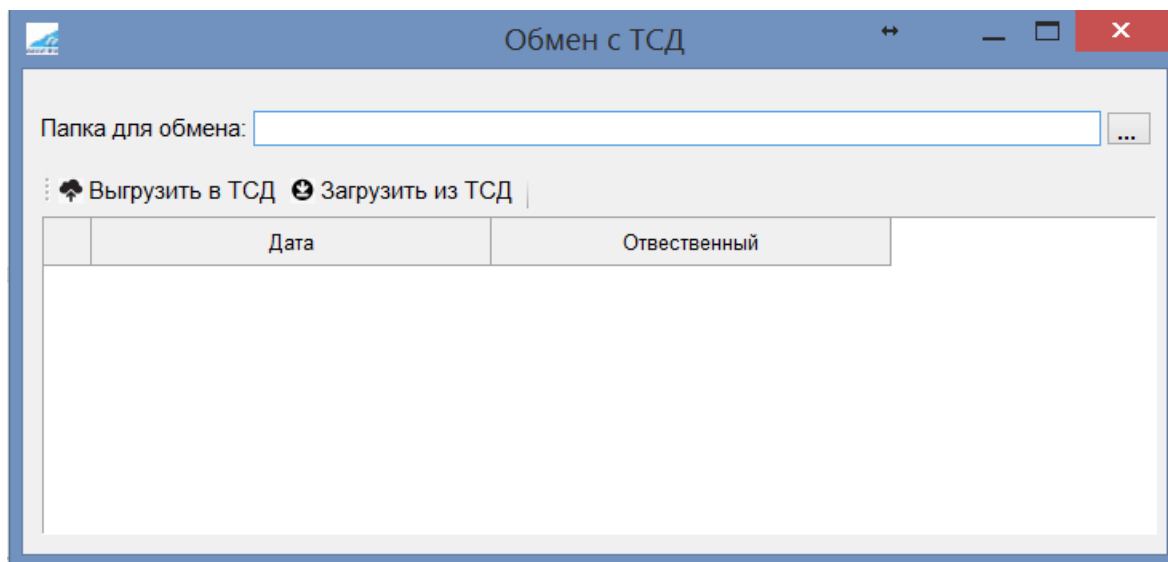 Обмен с ТСД
Папка для обмена: ...
Выгрузить в ТСД Загрузить из ТСД
Дата Отвественный